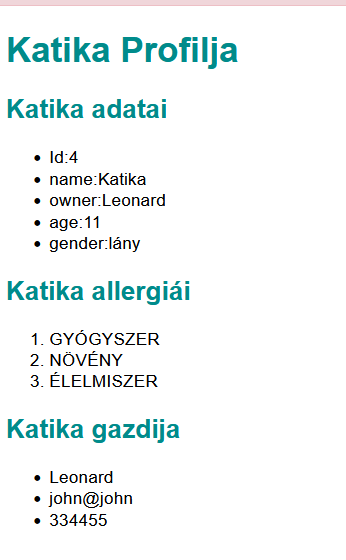 Katika Profilja
Katika adatai
• Id:4
• name:Katika
• owner:Leonard
• age:11
• gender:lány
Katika allergiái
1. GYÓGYSZER
2. NÖVÉNY
3. ÉLELMISZER
Katika gazdija
• Leonard
• john@john
• 334455